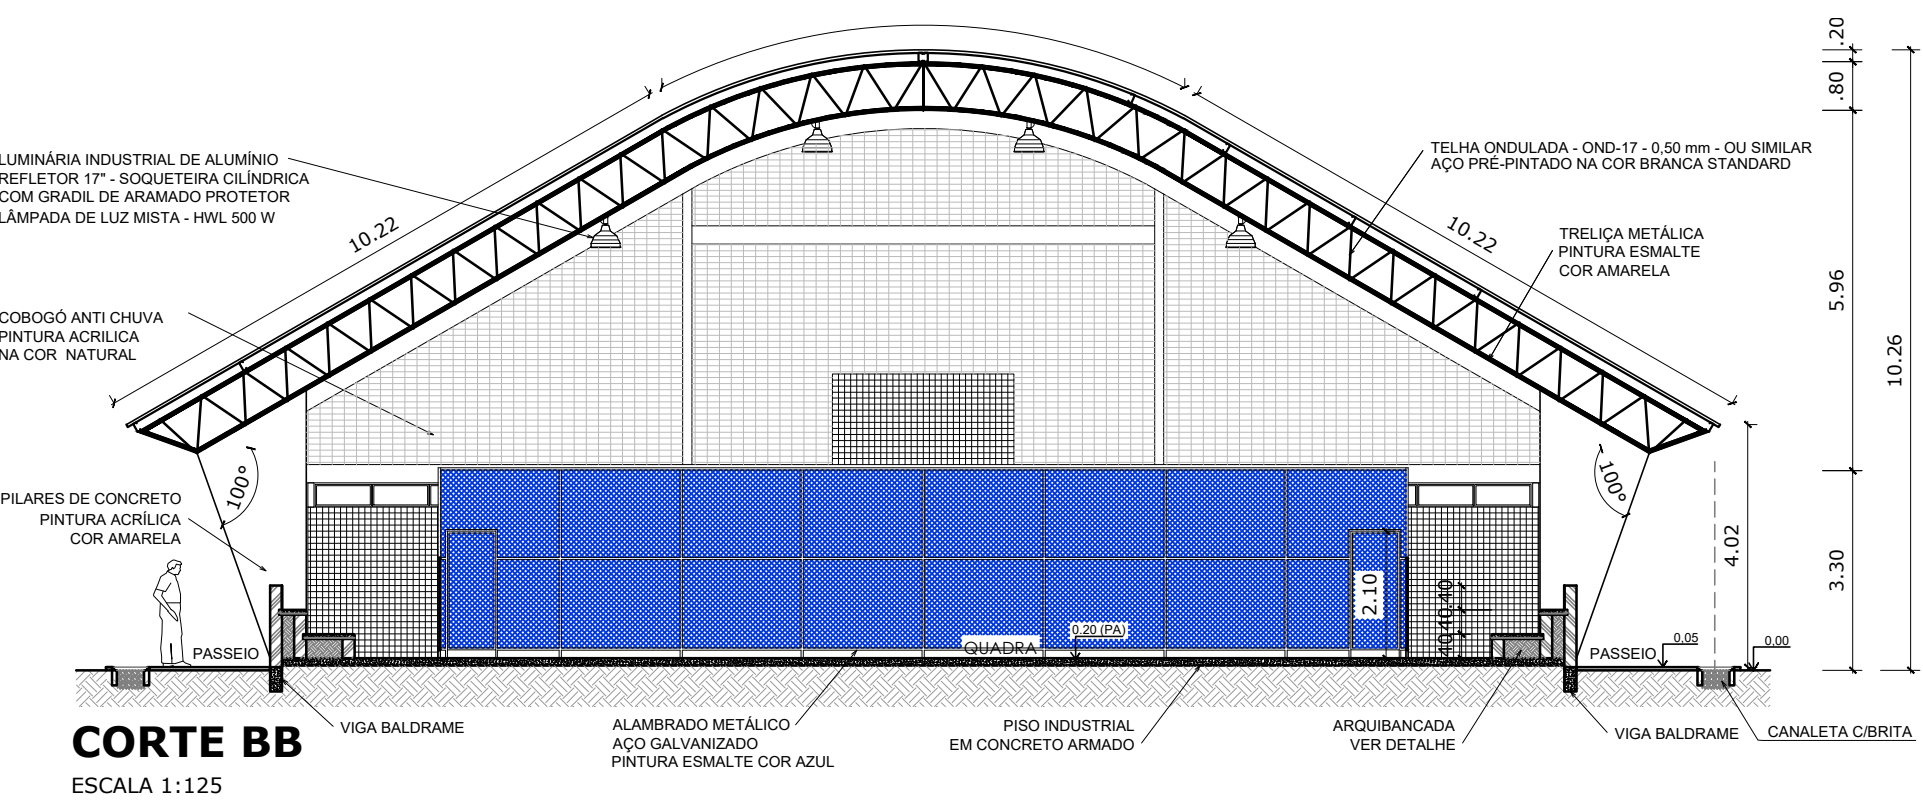 .20
.80
5.96
10.26
3.30
4.02
10.22
10.22
LUMINÁRIA INDUSTRIAL DE ALUMÍNIO
REFLETOR 17" - SOQUETEIRA CILÍNDRICA
COM GRADIL DE ARAMADO PROTETOR
LÂMPADA DE LUZ MISTA - HWL 500 W
TELHA ONDULADA - OND-17 - 0,50 mm - OU SIMILAR
AÇO PRÉ-PINTADO NA COR BRANCA STANDARD
TRELIÇA METÁLICA
PINTURA ESMALTE
COR AMARELA
COBOGÓ ANTI CHUVA
PINTURA ACRILICA
NA COR NATURAL
100°
100°
PILARES DE CONCRETO
PINTURA ACRÍLICA
COR AMARELA
2.10
.40
.40
.40
PASSEIO
QUADRA
0.20 (PA)
PASSEIO
0,05
0,00
VIGA BALDRAME
ALAMBRADO METÁLICO
AÇO GALVANIZADO
PINTURA ESMALTE COR AZUL
PISO INDUSTRIAL
EM CONCRETO ARMADO
ARQUIBANCADA
VER DETALHE
VIGA BALDRAME
CANALETA C/BRITA
CORTE BB
ESCALA 1:125